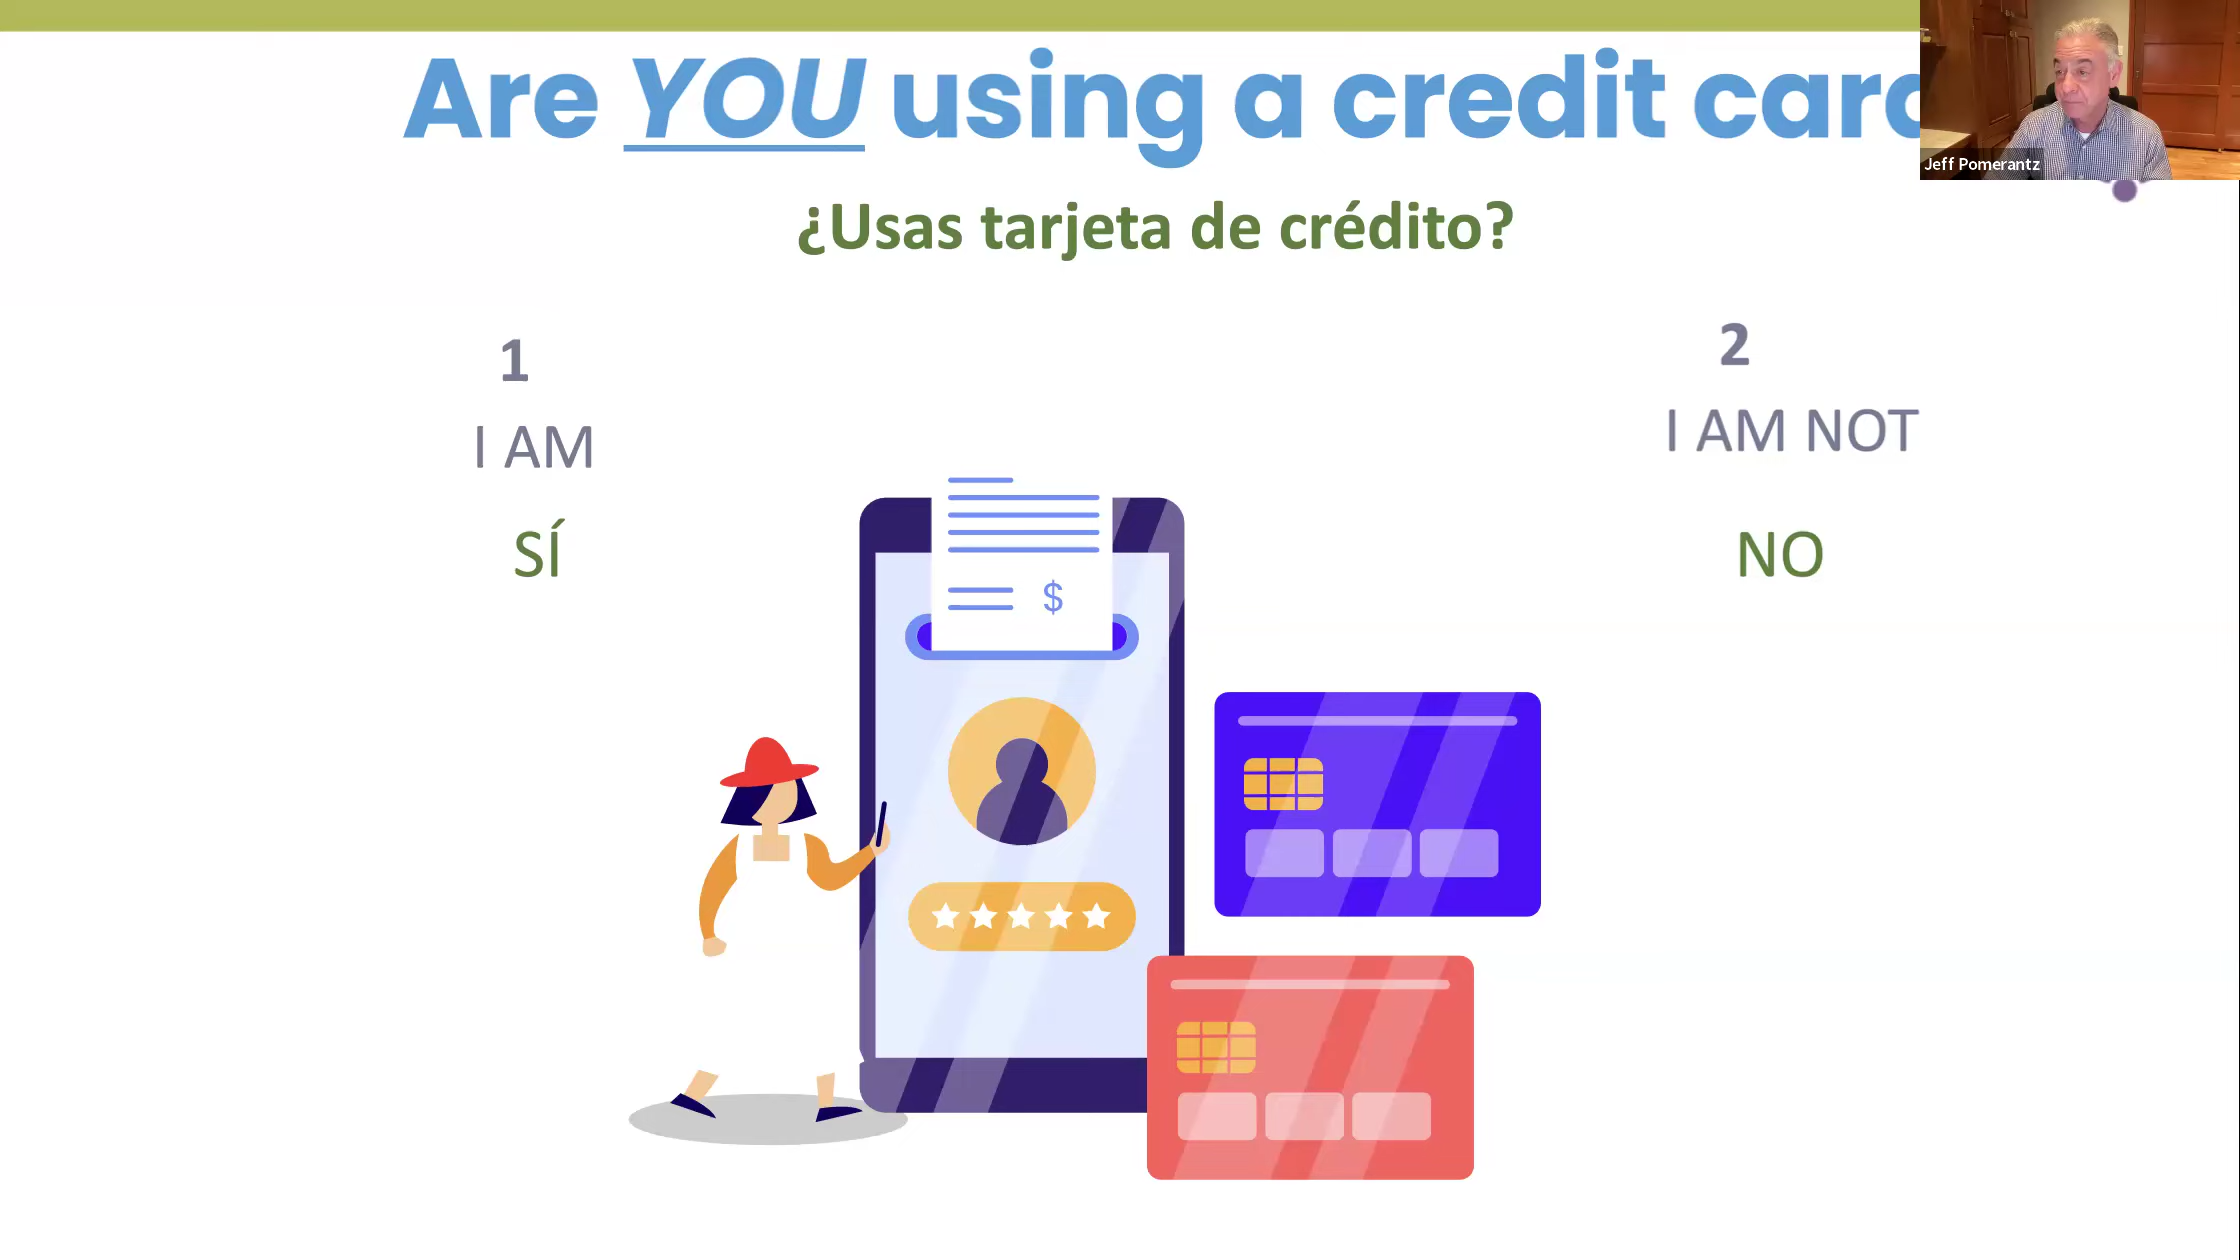 Are YOU using a credit car
Jeff Pomerantz
¿Usas tarjeta de crédito?
1
I AM
SÍ
2
I AM NOT
NO
$